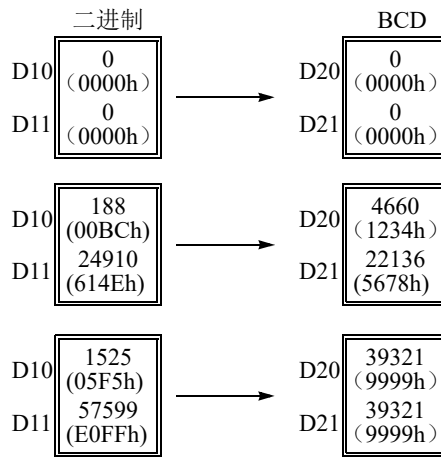 二进制 BCD
D10 0 D20 0
（0000h） （0000h）
D11 0 D21 0
（0000h） （0000h）
D10 188 D20 4660
(00BCh) （1234h）
D11 24910 D21 22136
(614Eh) (5678h)
D10 1525 D20 39321
(05F5h) （9999h）
D11 57599 D21 39321
(E0FFh) （9999h）